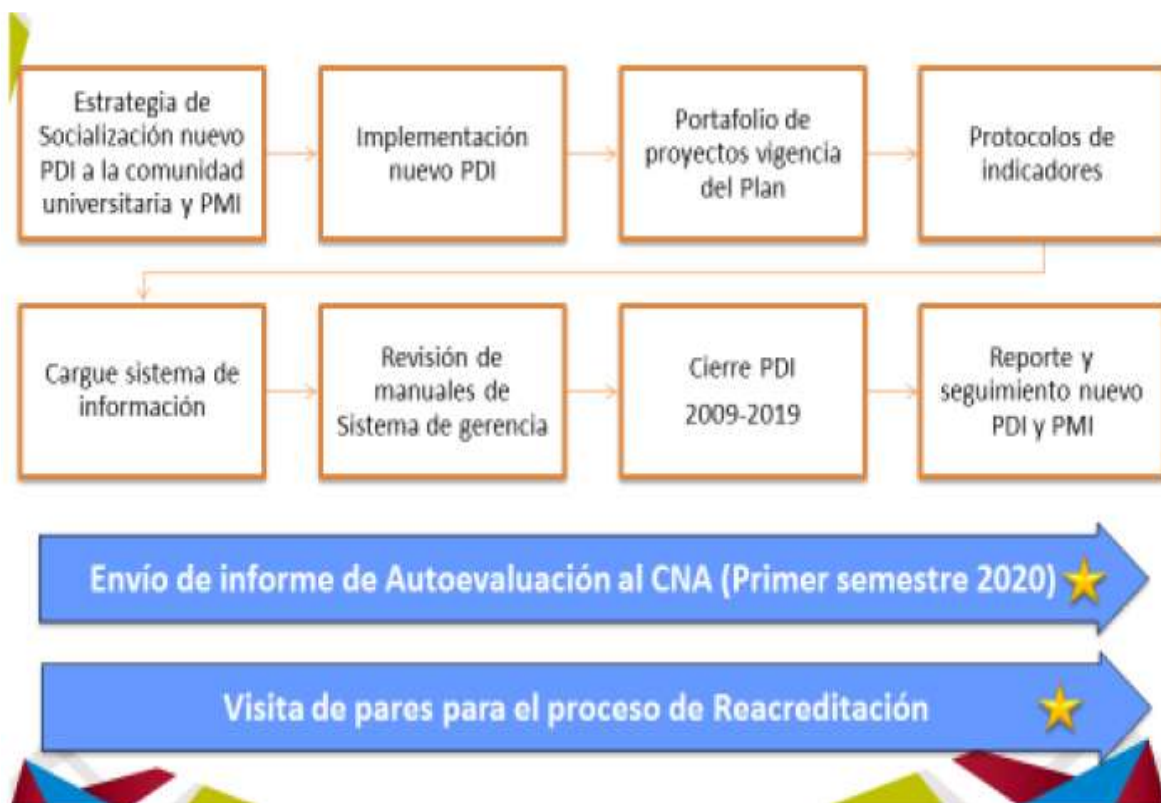 Estrategia de
Socialización nuevo
PDI a la comunidad
universitaria y PMI
Implementación
nuevo PDI
Portafolio de
proyectos vigencia
del Plan
Protocolos de
indicadores
Cargue sistema de
información
Revisión de
manuales de
Sistema de gerencia
Cierre PDI
2009-2019
Reporte y
seguimiento nuevo
PDI y PMI
Envío de informe de Autoevaluación al CNA (Primer semestre 2020)
Visita de pares para el proceso de Reacreditación